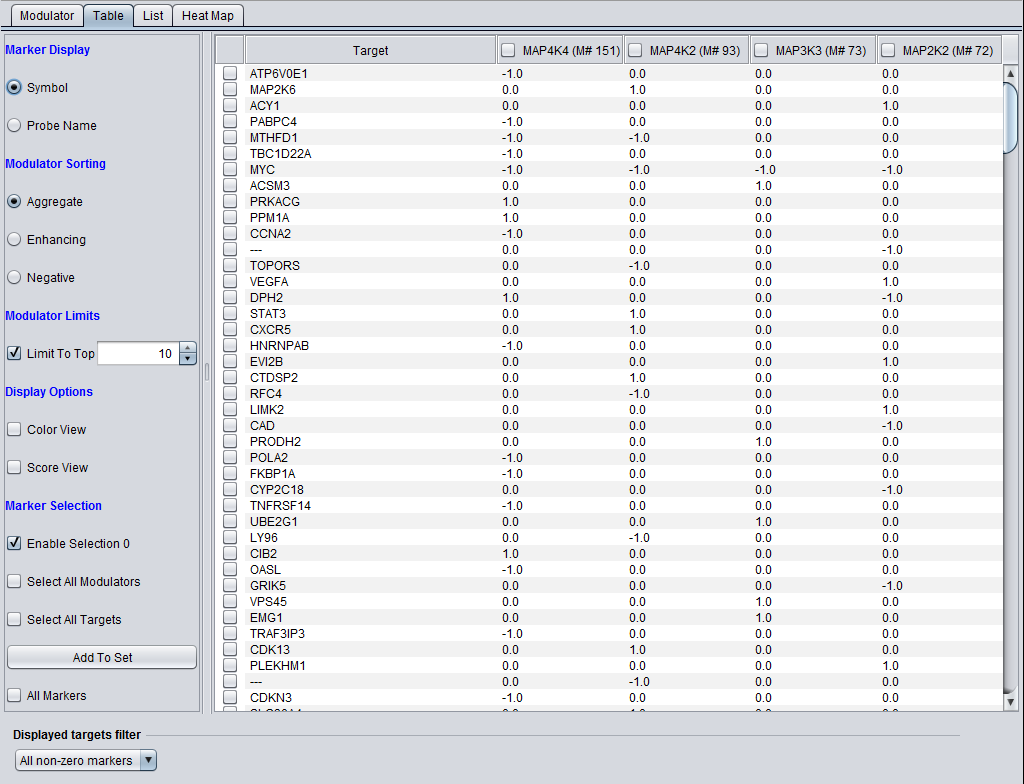 Modulator Table List Heat Map
Marker Display
Symbol
Probe Name
Modulator Sorting
Aggregate
Enhancing
Negative
Modulator Limits
Limit To Top 10
Display Options
Color View
Score View
Marker Selection
Enable Selection 0
Select All Modulators
Select All Targets
Add To Set
All Markers
Target MAP4K4 (M# 151) MAP4K2 (M# 93) MAP3K3 (M# 73) MAP2K2 (M# 72)
ATP6V0E1 -1.0 0.0 0.0 0.0
MAP2K6 0.0 1.0 0.0 0.0
ACY1 0.0 0.0 0.0 1.0
PABPC4 -1.0 0.0 0.0 0.0
MTHFD1 -1.0 -1.0 0.0 0.0
TBC1D22A -1.0 0.0 0.0 0.0
MYC -1.0 -1.0 -1.0 -1.0
ACSM3 0.0 0.0 1.0 0.0
PRKACG 1.0 0.0 0.0 0.0
PPM1A 1.0 0.0 0.0 0.0
CCNA2 -1.0 0.0 0.0 0.0
--- 0.0 0.0 0.0 -1.0
TOPORS 0.0 -1.0 0.0 0.0
VEGFA 0.0 0.0 0.0 1.0
DPH2 1.0 0.0 0.0 -1.0
STAT3 0.0 1.0 0.0 0.0
CXCR5 0.0 1.0 0.0 0.0
HNRNPAB -1.0 0.0 0.0 0.0
EVI2B 0.0 0.0 0.0 1.0
CTDSP2 0.0 1.0 0.0 0.0
RFC4 0.0 -1.0 0.0 0.0
LIMK2 0.0 0.0 0.0 1.0
CAD 0.0 0.0 0.0 -1.0
PRODH2 0.0 0.0 1.0 0.0
POLA2 -1.0 0.0 0.0 0.0
FKBP1A -1.0 0.0 0.0 0.0
CYP2C18 0.0 0.0 0.0 -1.0
TNFRSF14 -1.0 0.0 0.0 0.0
UBE2G1 0.0 0.0 1.0 0.0
LY96 0.0 -1.0 0.0 0.0
CIB2 1.0 0.0 0.0 0.0
OASL -1.0 0.0 0.0 0.0
GRIK5 0.0 0.0 0.0 -1.0
VPS45 0.0 0.0 1.0 0.0
EMG1 0.0 0.0 1.0 0.0
TRAF3IP3 -1.0 0.0 0.0 0.0
CDK13 0.0 1.0 0.0 0.0
PLEKHM1 0.0 0.0 0.0 1.0
--- 0.0 -1.0 0.0 0.0
CDKN3 -1.0 0.0 0.0 0.0
Displayed targets filter
All non-zero markers